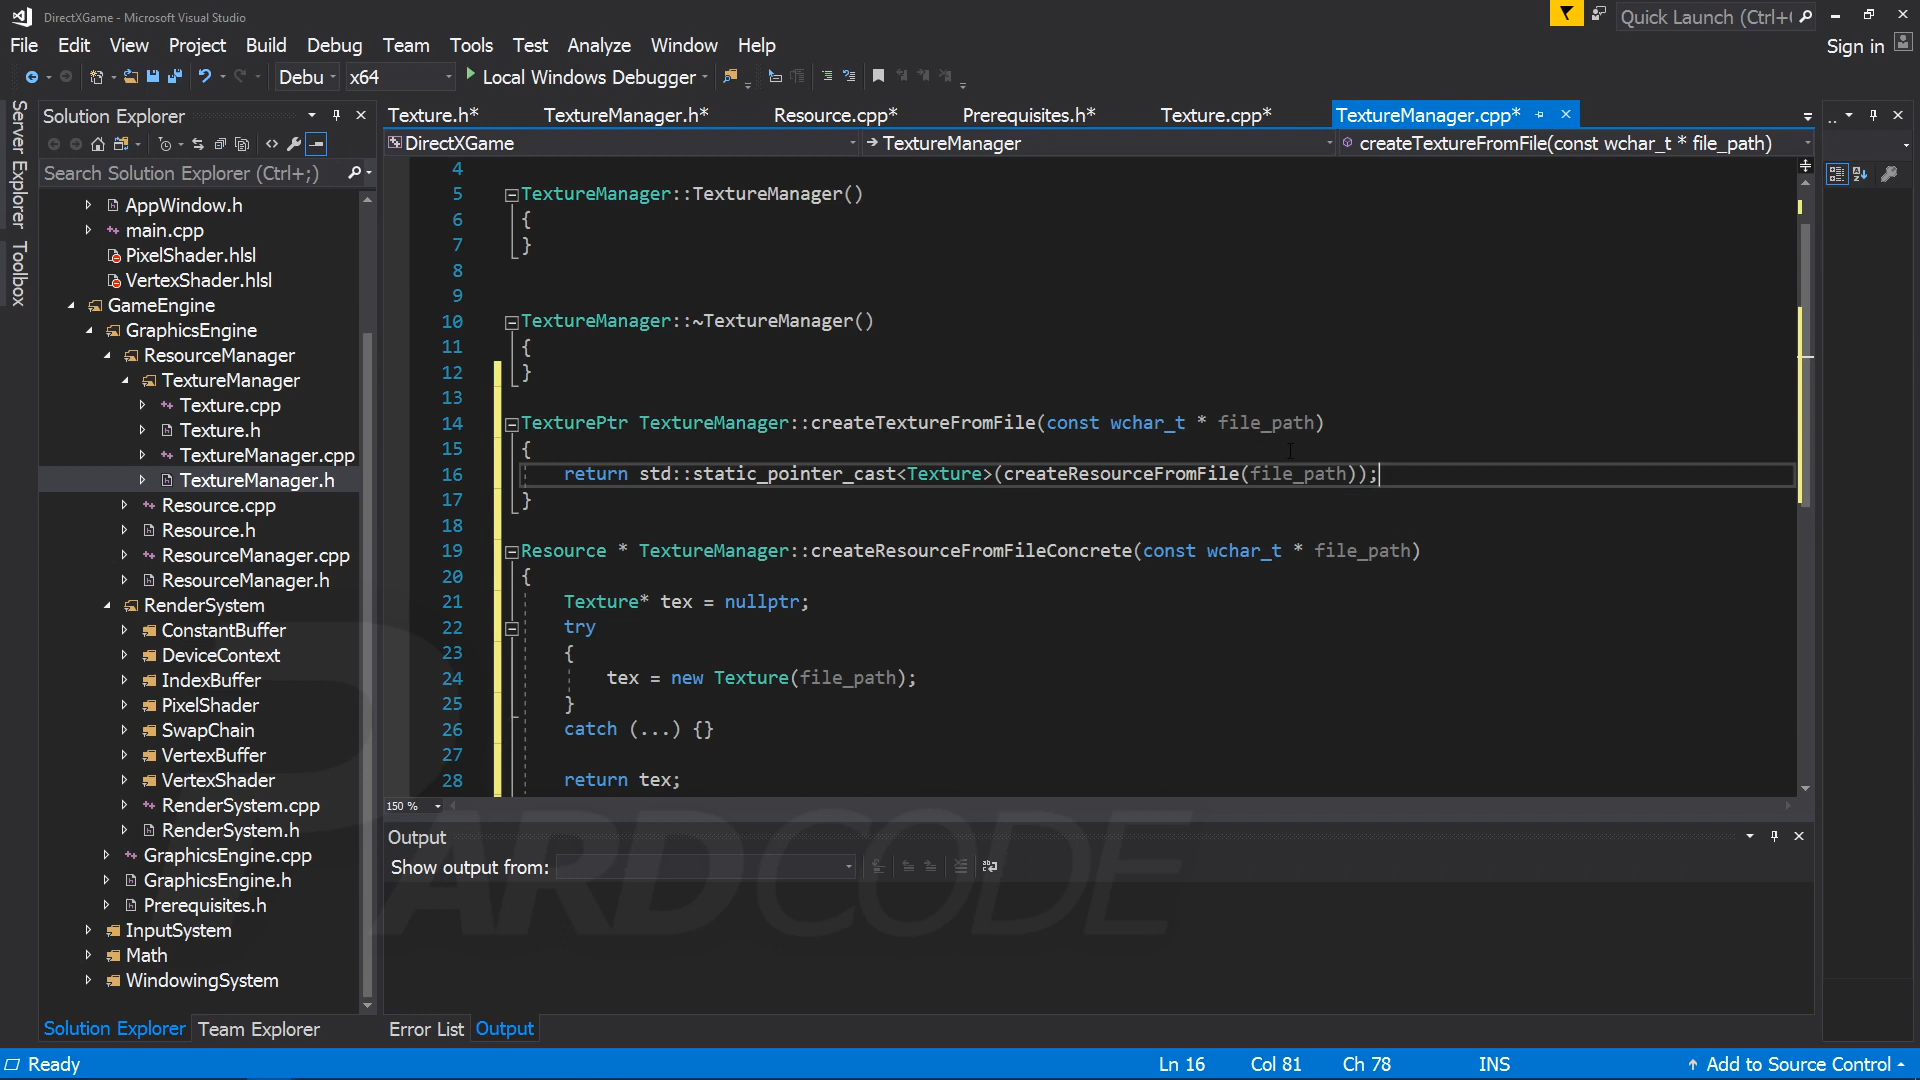 DirectXGame - Microsoft Visual Studio
Quick Launch (Ctrl+
File Edit View Project Build Debug Team Tools Test Analyze Window Help
Sign in
Debu x64 Local Windows Debugger
Server Explorer
Toolbox
Solution Explorer
Search Solution Explorer (Ctrl+;)
AppWindow.h
main.cpp
PixelShader.hlsl
VertexShader.hlsl
GameEngine
GraphicsEngine
ResourceManager
TextureManager
Texture.cpp
Texture.h
TextureManager.cpp
TextureManager.h
Resource.cpp
Resource.h
ResourceManager.cpp
ResourceManager.h
RenderSystem
ConstantBuffer
DeviceContext
IndexBuffer
PixelShader
SwapChain
VertexBuffer
VertexShader
RenderSystem.cpp
RenderSystem.h
GraphicsEngine.cpp
GraphicsEngine.h
Prerequisites.h
InputSystem
Math
WindowingSystem
Solution Explorer Team Explorer
Texture.h* TextureManager.h* Resource.cpp* Prerequisites.h* Texture.cpp* TextureManager.cpp*
DirectXGame TextureManager createTextureFromFile(const wchar_t * file_path)
4
5 TextureManager::TextureManager()
6 {
7 }
8
9
10 TextureManager::~TextureManager()
11 {
12 }
13
14 TexturePtr TextureManager::createTextureFromFile(const wchar_t * file_path)
15 {
16 return std::static_pointer_cast<Texture>(createResourceFromFile(file_path));
17 }
18
19 Resource * TextureManager::createResourceFromFileConcrete(const wchar_t * file_path)
20 {
21 Texture* tex = nullptr;
22 try
23 {
24 tex = new Texture(file_path);
25 }
26 catch (...) {}
27
28 return tex;
150 %
Output
Show output from:
PARDCODE
Error List Output
Ready Ln 16 Col 81 Ch 78 INS Add to Source Control